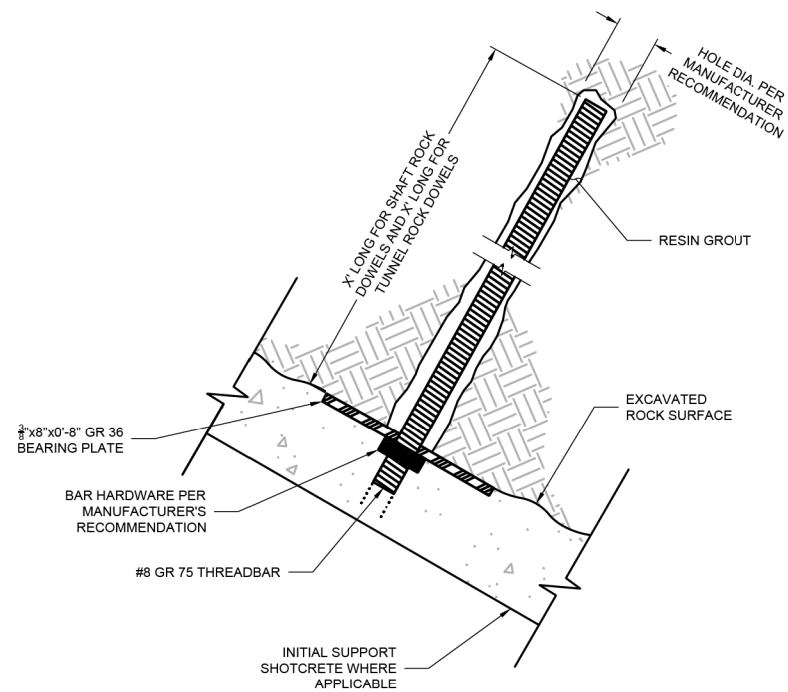 HOLE DIA. PER
MANUFACTURER
RECOMMENDATION
X' LONG FOR SHAFT ROCK
DOWELS AND X' LONG FOR
TUNNEL ROCK DOWELS
RESIN GROUT
EXCAVATED
ROCK SURFACE
3/8"x8"x0'-8" GR 36
BEARING PLATE
BAR HARDWARE PER
MANUFACTURER'S
RECOMMENDATION
#8 GR 75 THREADBAR
INITIAL SUPPORT
SHOTCRETE WHERE
APPLICABLE